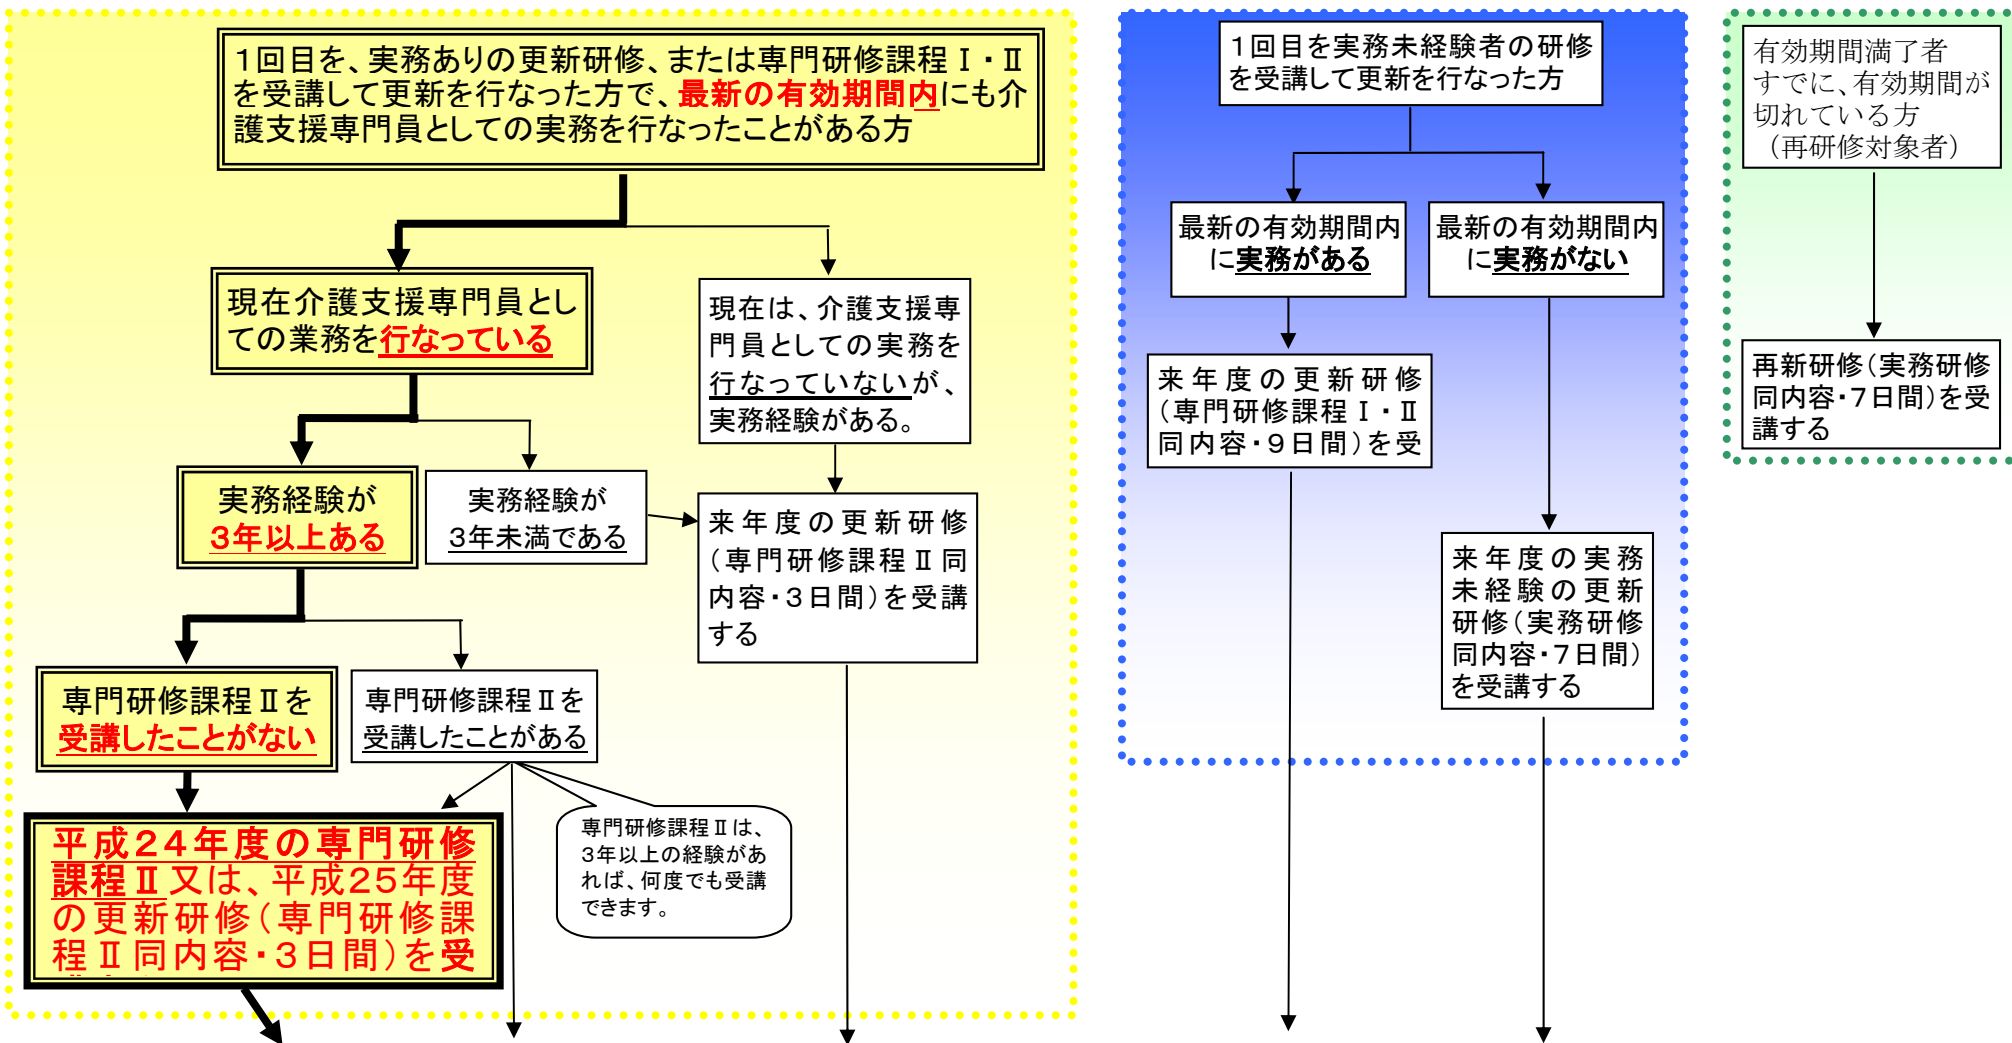 1回目を、実務ありの更新研修、または専門研修課程Ⅰ・Ⅱ
を受講して更新を行なった方で、最新の有効期間内にも介
護支援専門員としての実務を行なったことがある方
現在介護支援専門員とし
ての業務を行なっている
現在は、介護支援専
門員としての実務を
行なっていないが、
実務経験がある。
実務経験が
3年以上ある
実務経験が
3年未満である
来年度の更新研修
（専門研修課程Ⅱ同
内容・3日間）を受講
する
専門研修課程Ⅱを
受講したことがない
専門研修課程Ⅱを
受講したことがある
専門研修課程Ⅱは、
3年以上の経験があ
れば、何度でも受講
できます。
平成24年度の専門研修
課程Ⅱ又は、平成25年度
の更新研修（専門研修課
程Ⅱ同内容・3日間）を受
1回目を実務未経験者の研修
を受講して更新を行なった方
最新の有効期間内
に実務がある
最新の有効期間内
に実務がない
来年度の更新研修
（専門研修課程Ⅰ・Ⅱ
同内容・9日間）を受
来年度の実務
未経験の更新
研修（実務研修
同内容・7日間）
を受講する
有効期間満了者
すでに、有効期間が
切れている方
（再研修対象者）
再新研修（実務研修
同内容・7日間）を受
講する